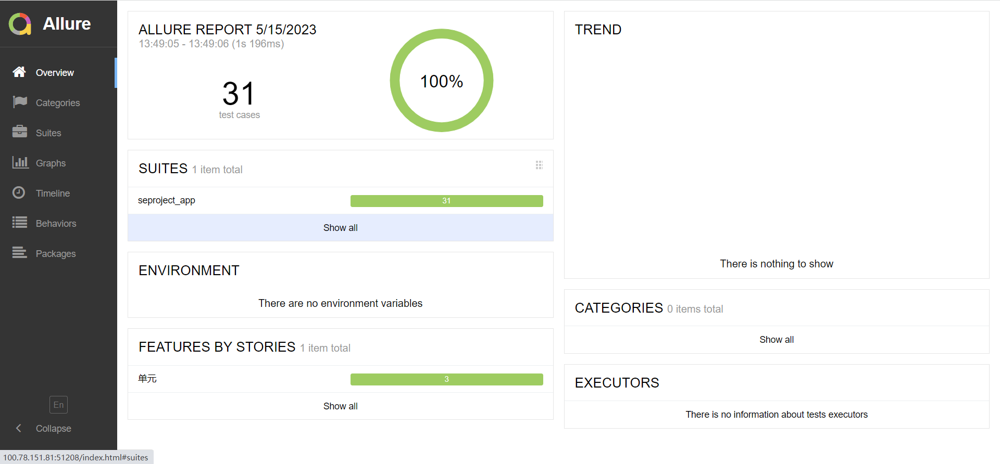 Allure
Overview
Categories
Suites
Graphs
Timeline
Behaviors
Packages
En
Collapse
ALLURE REPORT 5/15/2023
13:49:05 - 13:49:06 (1s 196ms)
31
test cases
100%
SUITES 1 item total
seproject_app 31
Show all
ENVIRONMENT
There are no environment variables
FEATURES BY STORIES 1 item total
单元 3
Show all
TREND
There is nothing to show
CATEGORIES 0 items total
Show all
EXECUTORS
There is no information about tests executors
100.78.151.81:51208/index.html#suites